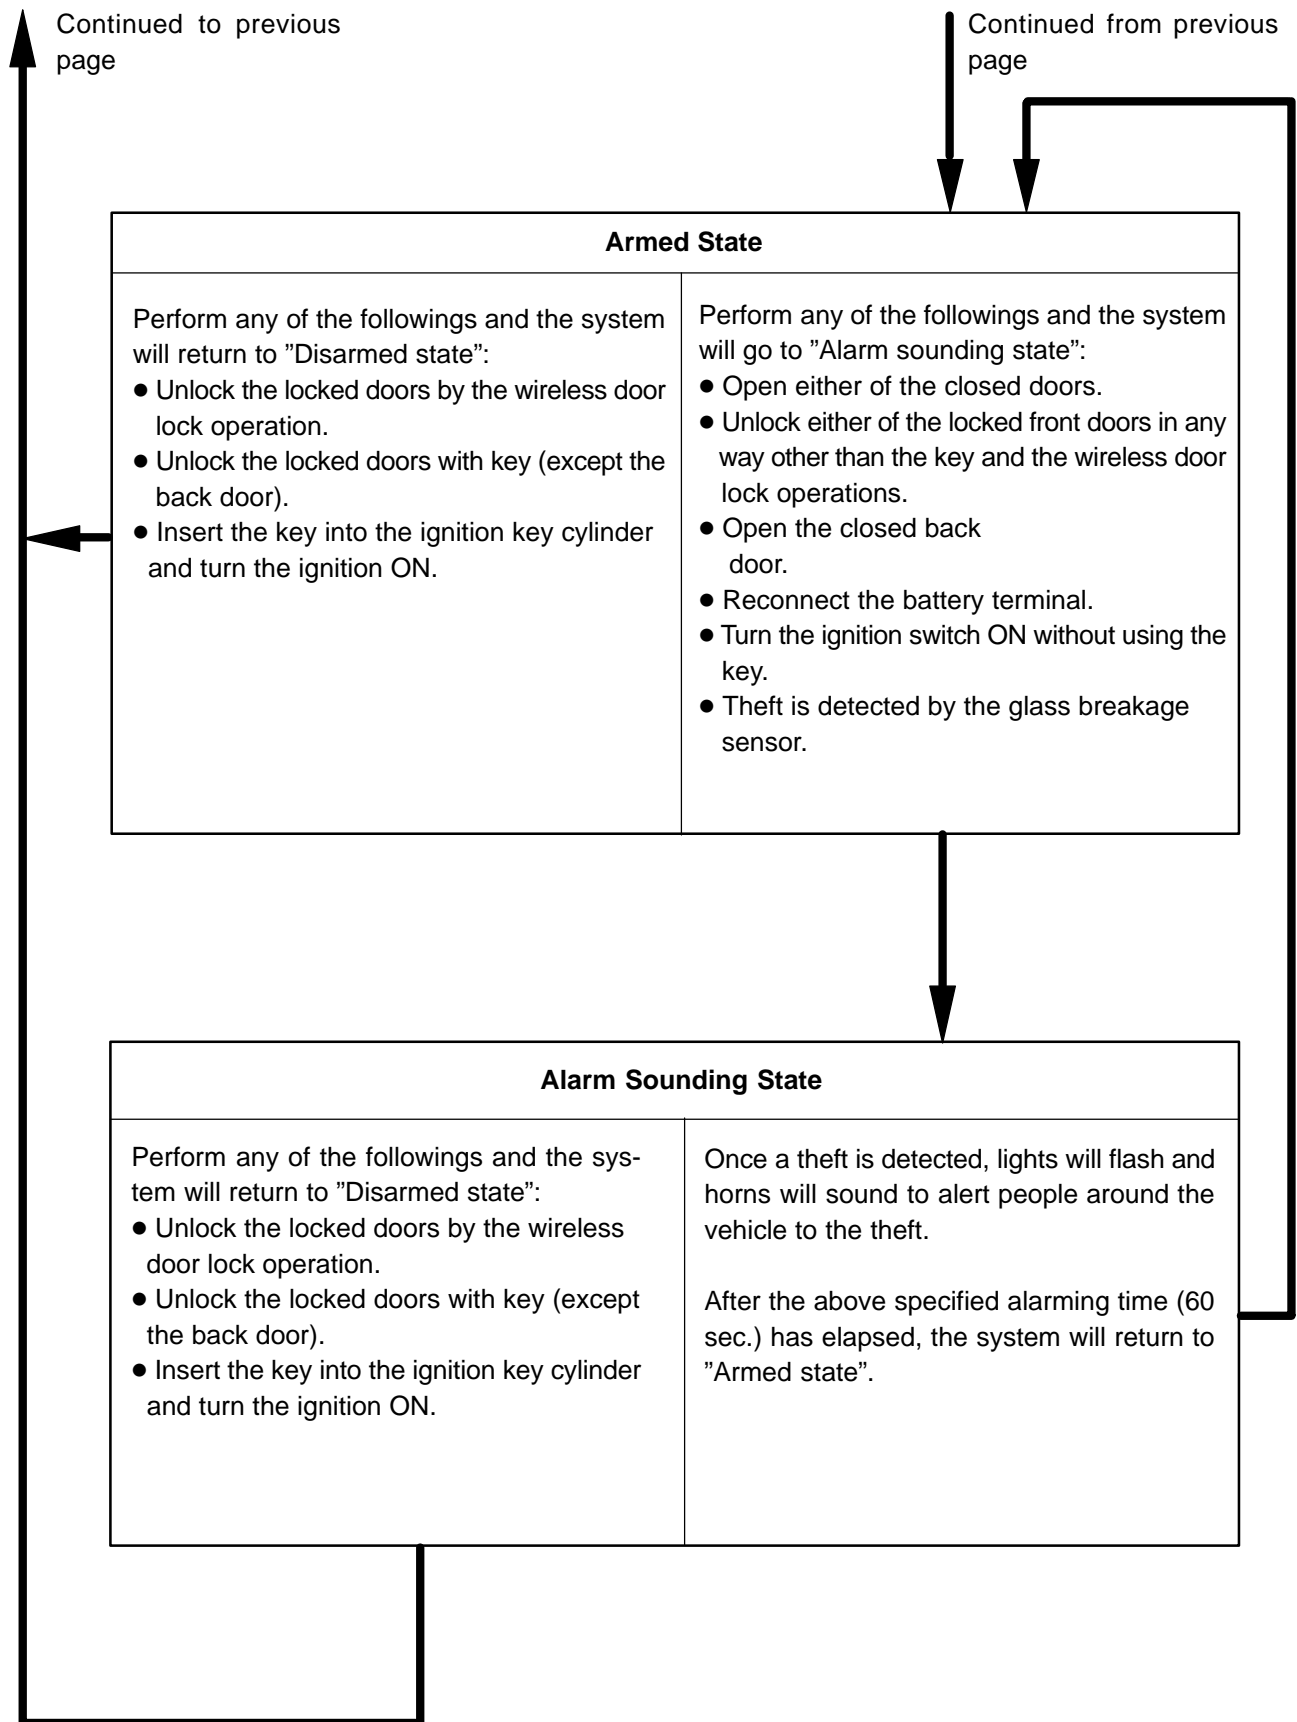 Continued to previous
page
Continued from previous
page
Armed State
Perform any of the followings and the system
will return to ”Disarmed state”:
● Unlock the locked doors by the wireless door
lock operation.
● Unlock the locked doors with key (except the
back door).
● Insert the key into the ignition key cylinder
and turn the ignition ON.
Perform any of the followings and the system
will go to ”Alarm sounding state”:
● Open either of the closed doors.
● Unlock either of the locked front doors in any
way other than the key and the wireless door
lock operations.
● Open the closed back
door.
● Reconnect the battery terminal.
● Turn the ignition switch ON without using the
key.
● Theft is detected by the glass breakage
sensor.
Alarm Sounding State
Perform any of the followings and the sys-
tem will return to ”Disarmed state”:
● Unlock the locked doors by the wireless
door lock operation.
● Unlock the locked doors with key (except
the back door).
● Insert the key into the ignition key cylinder
and turn the ignition ON.
Once a theft is detected, lights will flash and
horns will sound to alert people around the
vehicle to the theft.
After the above specified alarming time (60
sec.) has elapsed, the system will return to
”Armed state”.